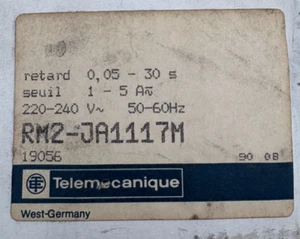 retard 0,05 - 30 s
seuil 1 - 5 A≂
220-240 V~ 50-60Hz
RM2-JA1117M
19056 90 08
Telemecanique
West-Germany